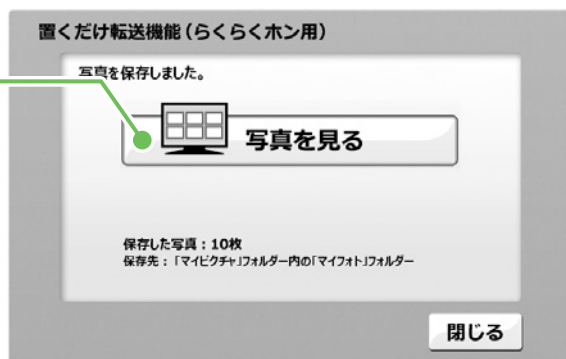 置くだけ転送機能（らくらくホン用）
写真を保存しました。
写真を見る
保存した写真：10枚
保存先：「マイピクチャ」フォルダー内の「マイフォト」フォルダー
閉じる